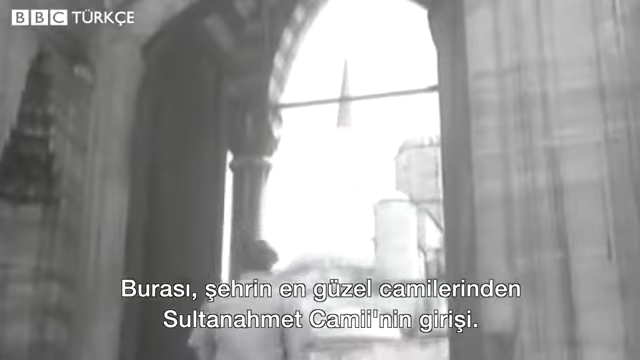 BBC TÜRKÇE
Burası, şehrin en güzel camilerinden
Sultanahmet Camii'nin girişi.